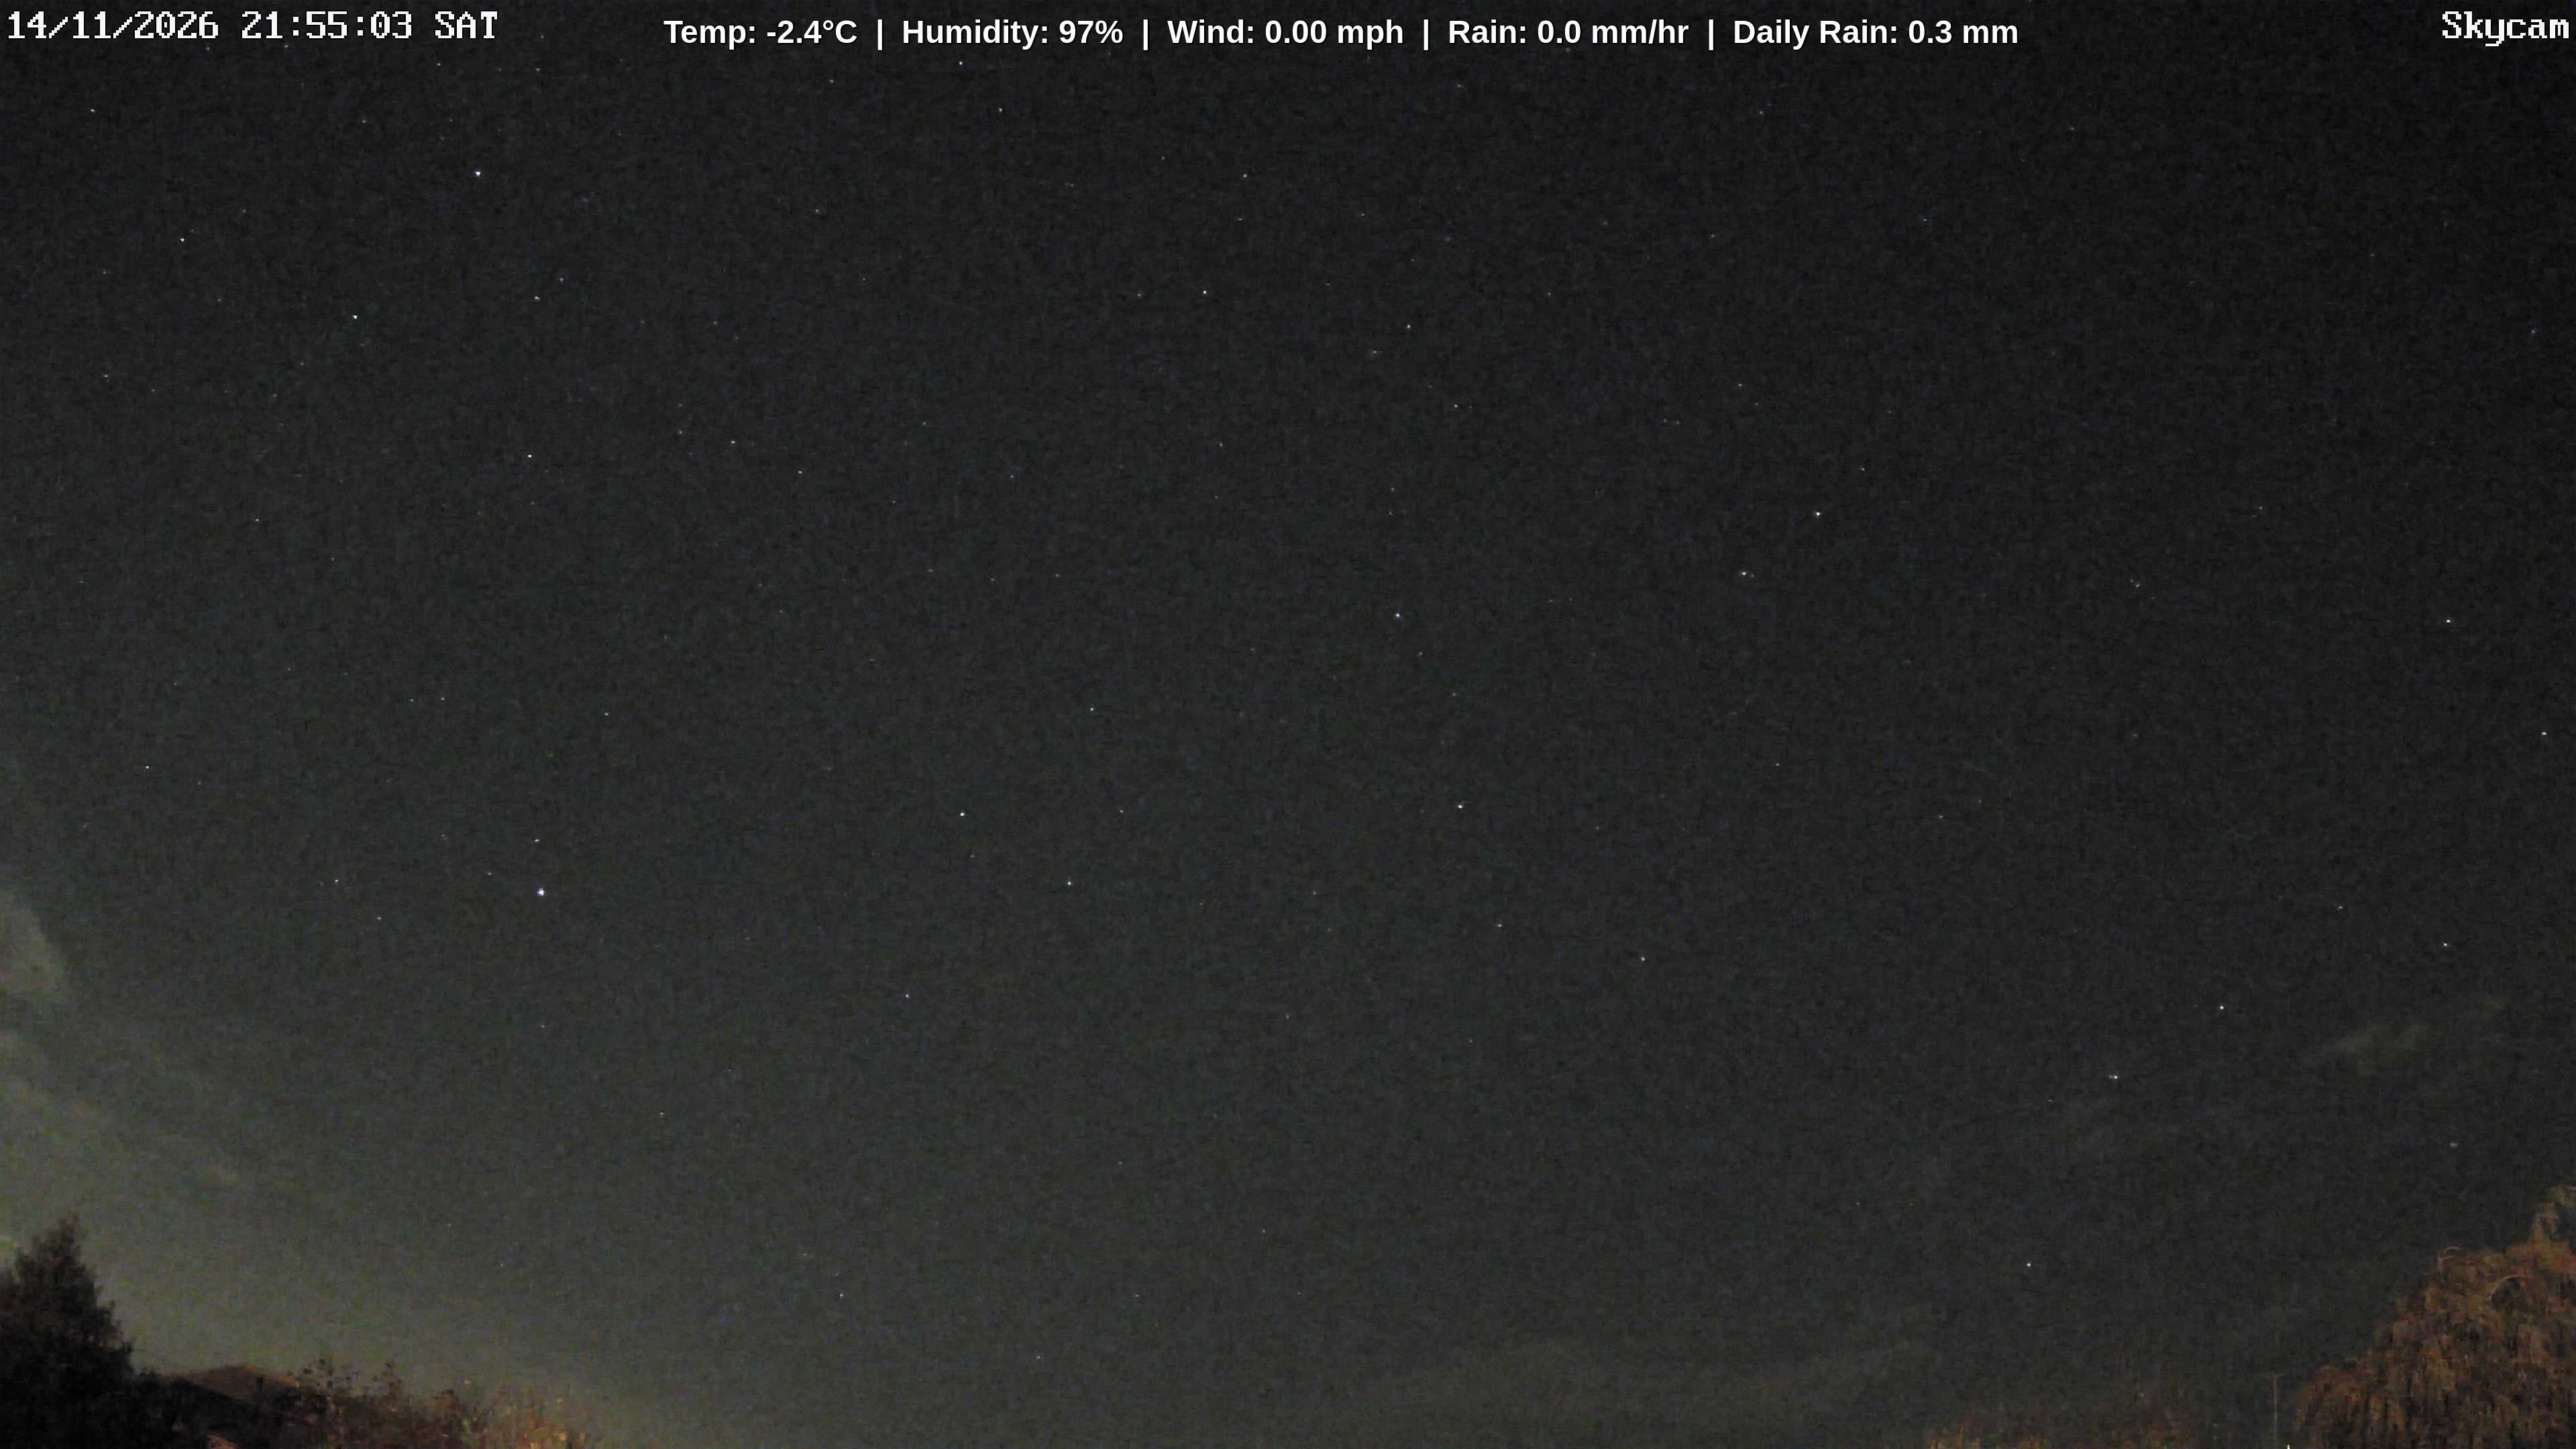 14/11/2026 21:55:03 SAT
Temp: -2.4°C | Humidity: 97% | Wind: 0.00 mph | Rain: 0.0 mm/hr | Daily Rain: 0.3 mm
Skycam